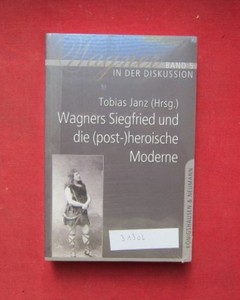 BAND 5
IN DER DISKUSSION
Tobias Janz (Hrsg.)
Wagners Siegfried und
die (post-)heroische
Moderne
KÖNIGSHAUSEN & NEUMANN